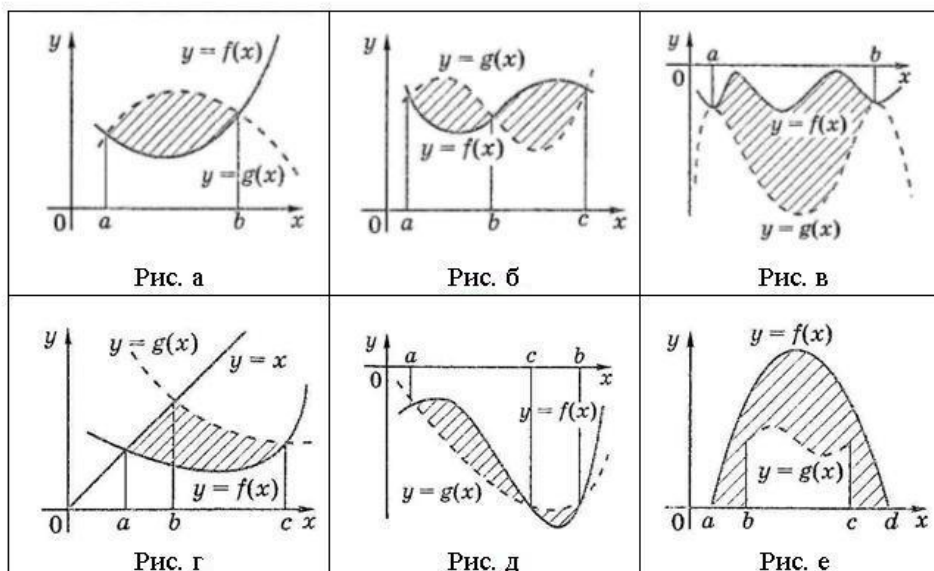 y
y = f(x)
y = g(x)
0
a
b
x
Рис. а
y
y = g(x)
y = f(x)
0
a
b
c
x
Рис. б
y
a
b
0
x
y = f(x)
y = g(x)
Рис. в
y
y = g(x)
y = x
y = f(x)
0
a
b
c
x
Рис. г
y
a
c
b
0
x
y = f(x)
y = g(x)
Рис. д
y
y = f(x)
y = g(x)
0
a
b
c
d
x
Рис. е